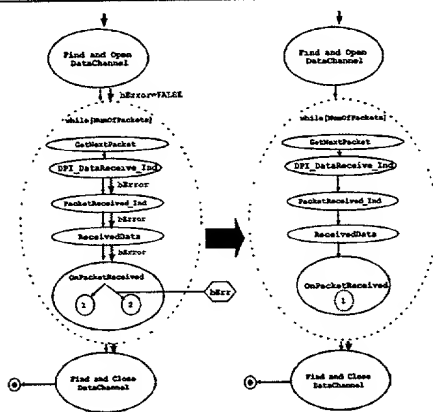 Find and Open
DataChannel
bError=FALSE
while[NumOfPackets]
GetNextPacket
DPI_DataReceive_Ind
bError
PacketReceived_Ind
bError
ReceivedData
bError
OnPacketReceived
1
2
bErr
Find and Close
DataChannel
Find and Open
DataChannel
while[NumOfPackets]
GetNextPacket
DPI_DataReceive_Ind
PacketReceived_Ind
ReceivedData
OnPacketReceived
1
Find and Close
DataChannel